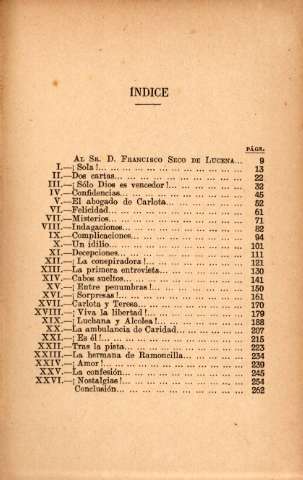 INDICE
PÁGS.
AL SR. D. FRANCISCO SECO DE LUCENA... 9
I.—¡Sola!... 13
II.—Dos cartas... 22
III.—¡Sólo Dios es vencedor!... 32
IV.—Confidencias... 45
V.—El abogado de Carlota... 52
VI.—Felicidad... 61
VII.—Misterios... 71
VIII.—Indagaciones... 82
IX.—Complicaciones... 94
X.—Un idilio... 101
XI.—Decepciones... 111
XII.—¡La conspiradora!... 121
XIII.—La primera entrevista... 130
XIV.—Cabos sueltos... 141
XV.—¡Entre penumbras!... 150
XVI.—¡Sorpresas!... 161
XVII.—Carlota y Teresa... 170
XVIII.—¡Viva la libertad!... 179
XIX.—¡Luchana y Alcolea!... 188
XX.—La ambulancia de Caridad... 207
XXI.—¡Es él!... 215
XXII.—Tras la pista... 223
XXIII.—La hermana de Ramoncilla... 234
XXIV.—¡Amor!... 239
XXV.—La confesión... 245
XXVI.—¡Nostalgias!... 254
Conclusión... 262